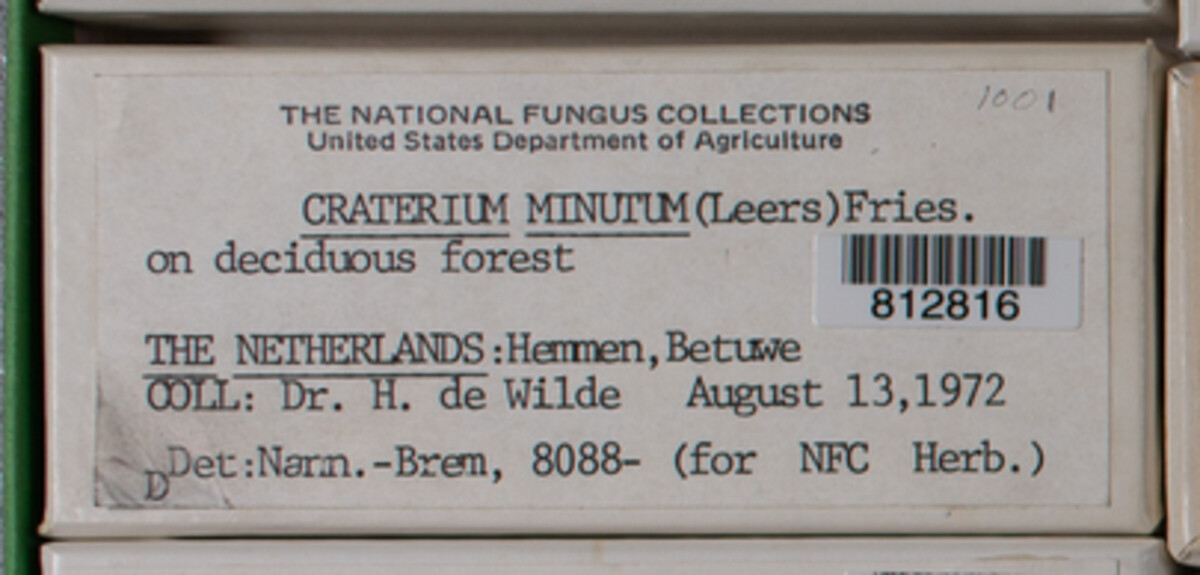 1001
THE NATIONAL FUNGUS COLLECTIONS
United States Department of Agriculture
CRATERIUM MINUTUM(Leers)Fries.
on deciduous forest
812816
THE NETHERLANDS:Hemmen,Betuwe
COLL: Dr. H. de Wilde August 13,1972
Det:Nann.-Brem, 8088- (for NFC Herb.)
D